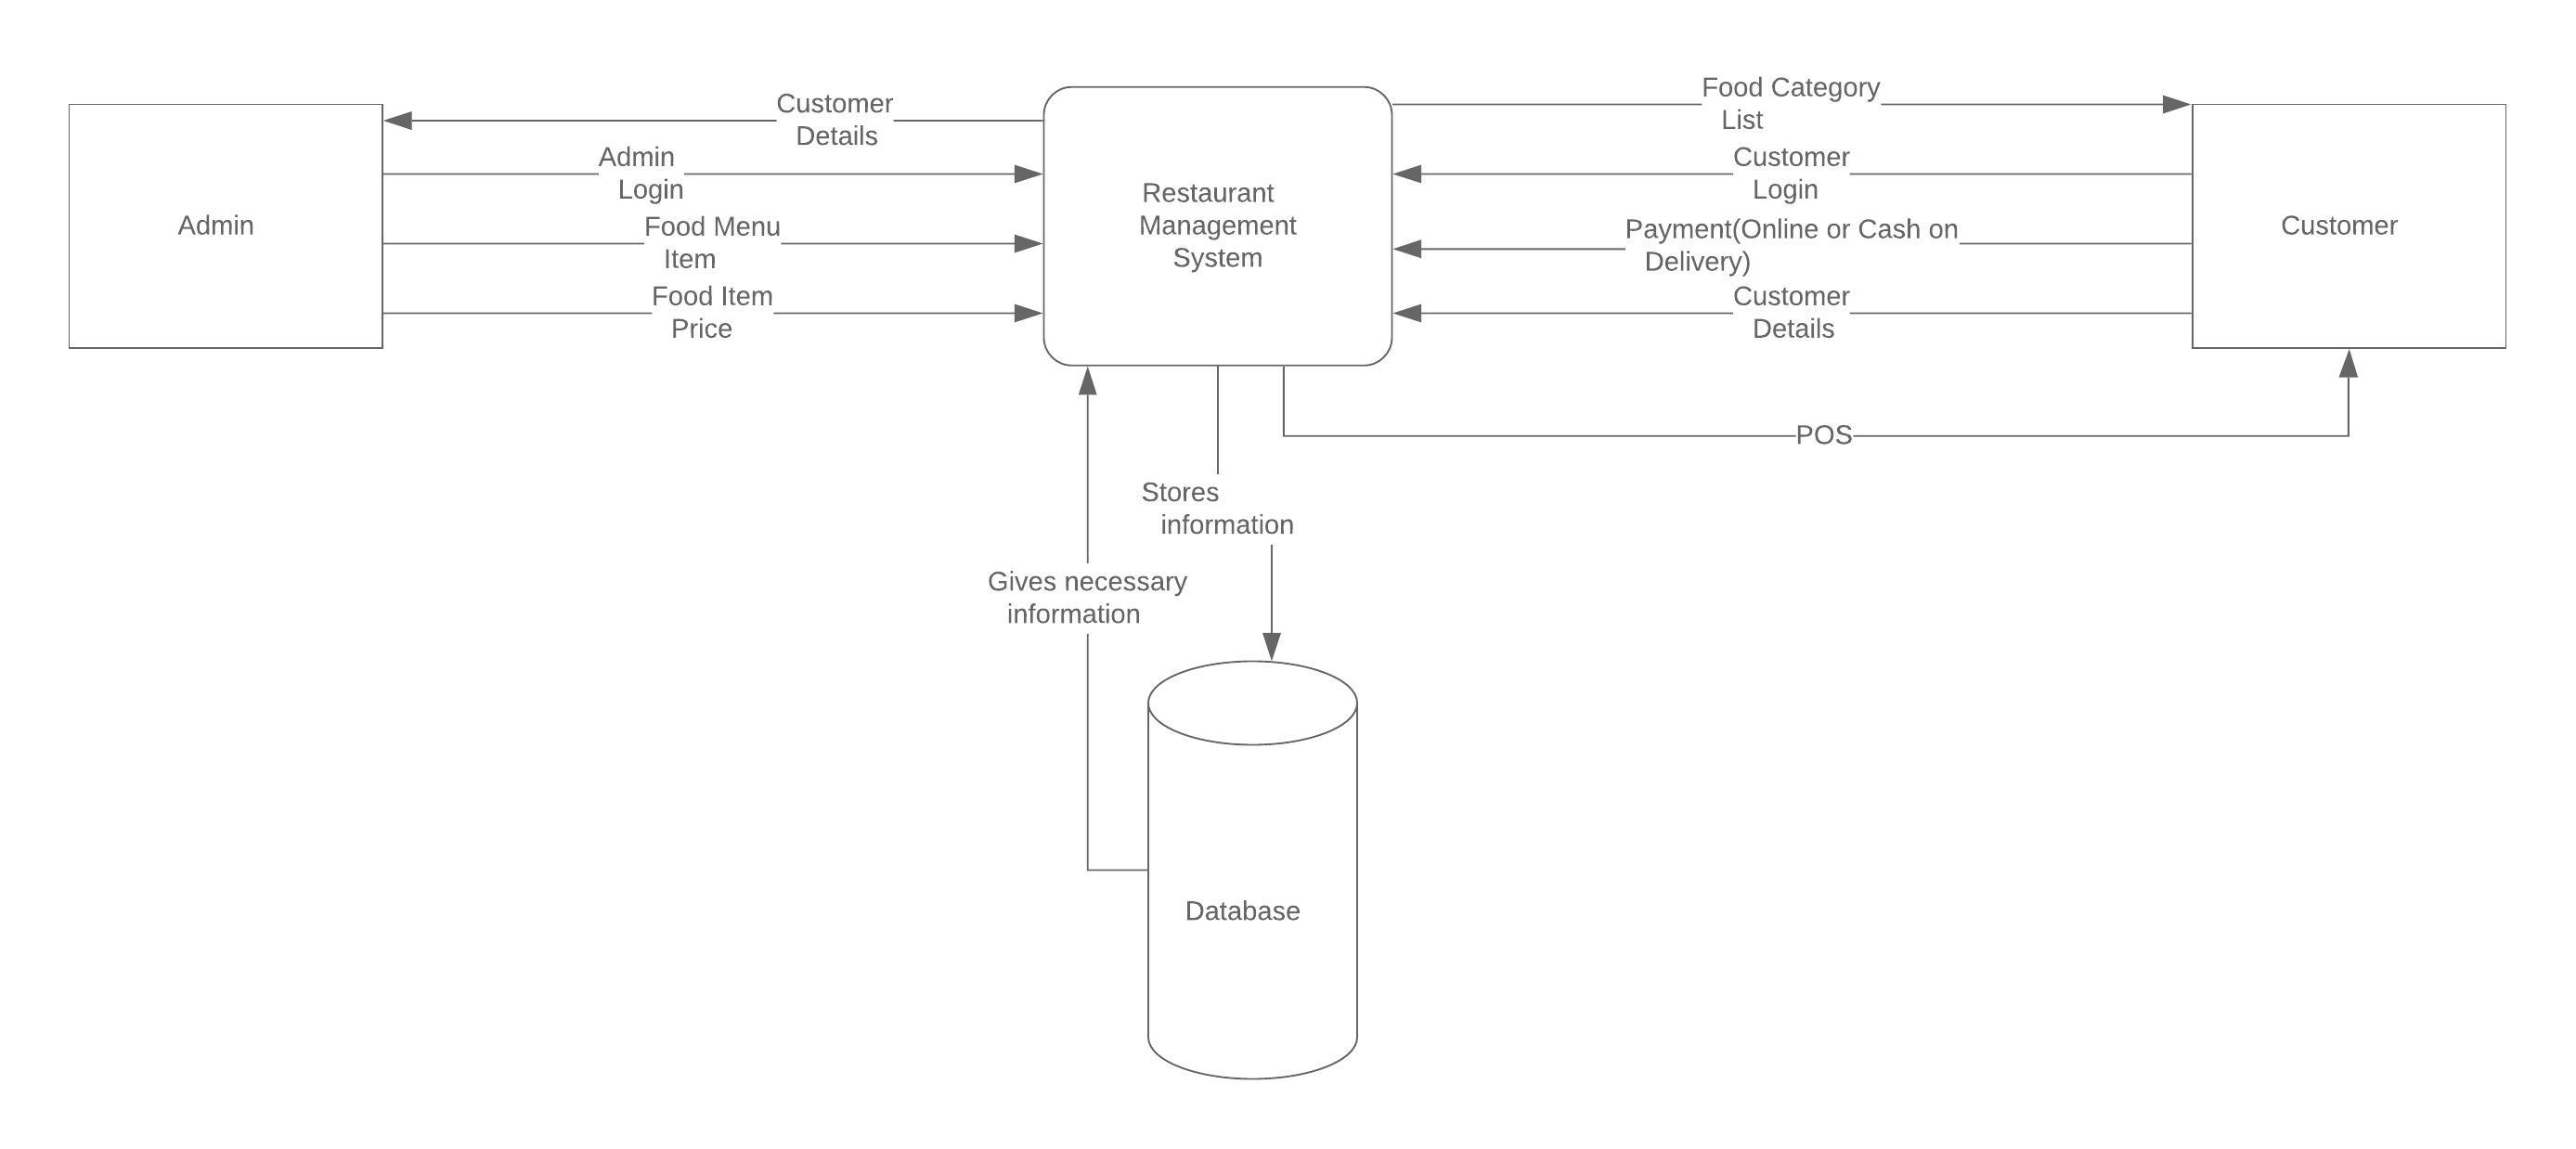 Admin
Customer
Details
Admin
Login
Food Menu
Item
Food Item
Price
Restaurant
Management
System
Food Category
List
Customer
Login
Payment(Online or Cash on
Delivery)
Customer
Details
Customer
POS
Stores
information
Gives necessary
information
Database